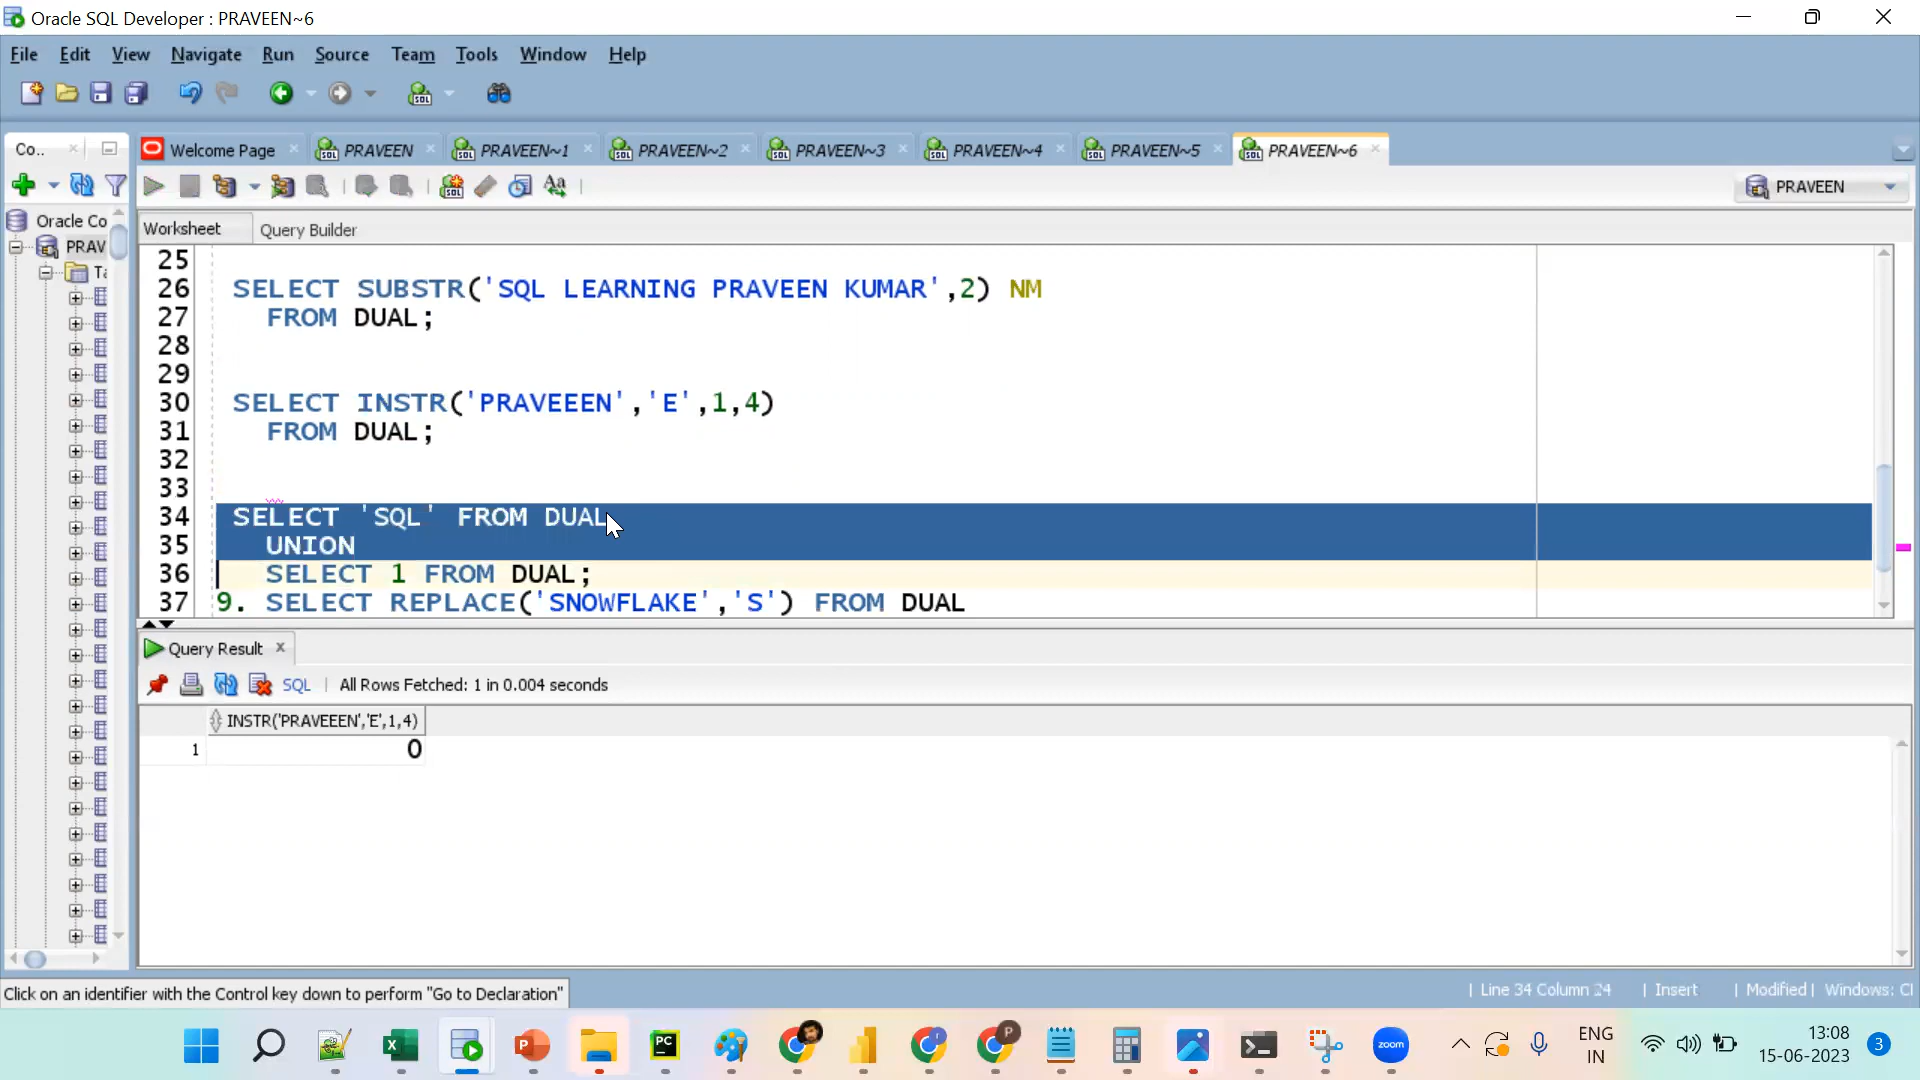 Oracle SQL Developer : PRAVEEN~6
File Edit View Navigate Run Source Team Tools Window Help
Co.. Welcome Page PRAVEEN PRAVEEN~1 PRAVEEN~2 PRAVEEN~3 PRAVEEN~4 PRAVEEN~5 PRAVEEN~6
PRAVEEN
Oracle Co
PRAV
Worksheet Query Builder
25
26 SELECT SUBSTR('SQL LEARNING PRAVEEN KUMAR',2) NM
27 FROM DUAL;
28
29
30 SELECT INSTR('PRAVEEEN','E',1,4)
31 FROM DUAL;
32
33
34 SELECT 'SQL' FROM DUAL
35 UNION
36 SELECT 1 FROM DUAL;
37 9. SELECT REPLACE('SNOWFLAKE','S') FROM DUAL
Query Result
SQL | All Rows Fetched: 1 in 0.004 seconds
INSTR('PRAVEEEN','E',1,4)
1 0
Click on an identifier with the Control key down to perform "Go to Declaration"
| Line 34 Column 24 | Insert | Modified | Windows: Cl
ENG
IN
13:08
15-06-2023
3
zoom